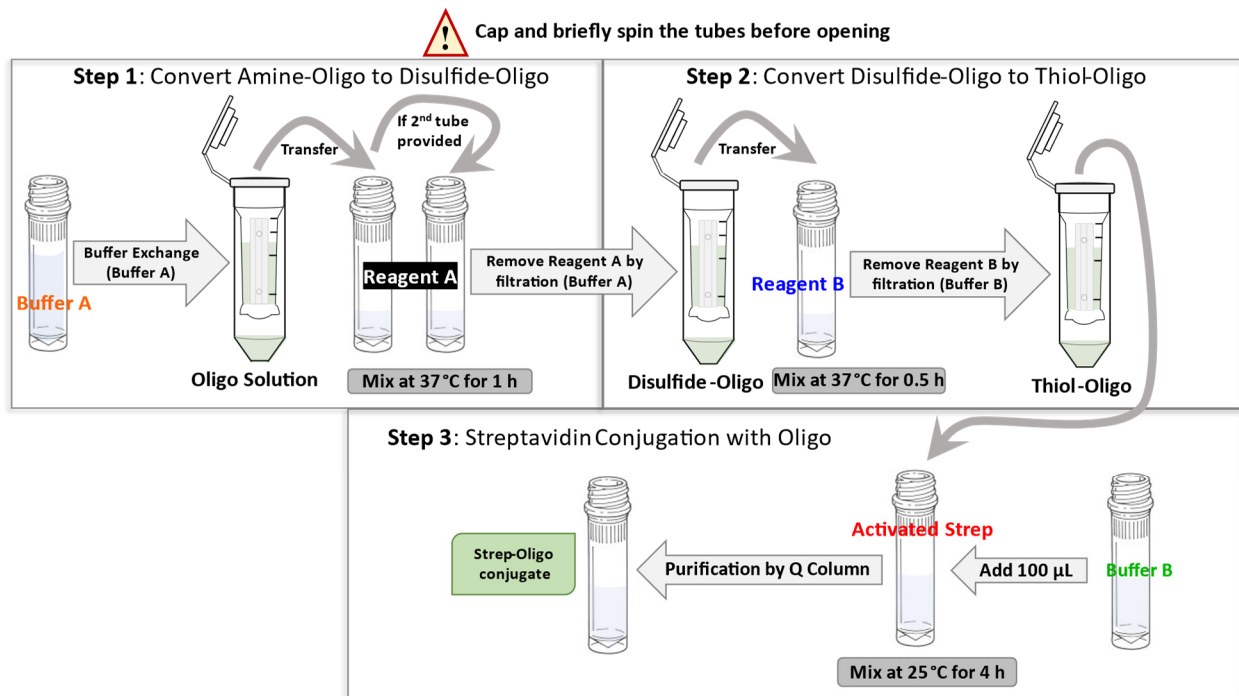 !
Cap and briefly spin the tubes before opening
Step 1: Convert Amine-Oligo to Disulfide-Oligo
If 2nd tube
provided
Transfer
Buffer Exchange
(Buffer A)
Buffer A
Reagent A
Remove Reagent A by
filtration (Buffer A)
Oligo Solution
Mix at 37°C for 1 h
Step 2: Convert Disulfide-Oligo to Thiol-Oligo
Transfer
Reagent B
Remove Reagent B by
filtration (Buffer B)
Disulfide-Oligo
Mix at 37°C for 0.5 h
Thiol-Oligo
Step 3: Streptavidin Conjugation with Oligo
Activated Strep
Strep-Oligo
conjugate
Purification by Q Column
Add 100 µL
Buffer B
Mix at 25°C for 4 h